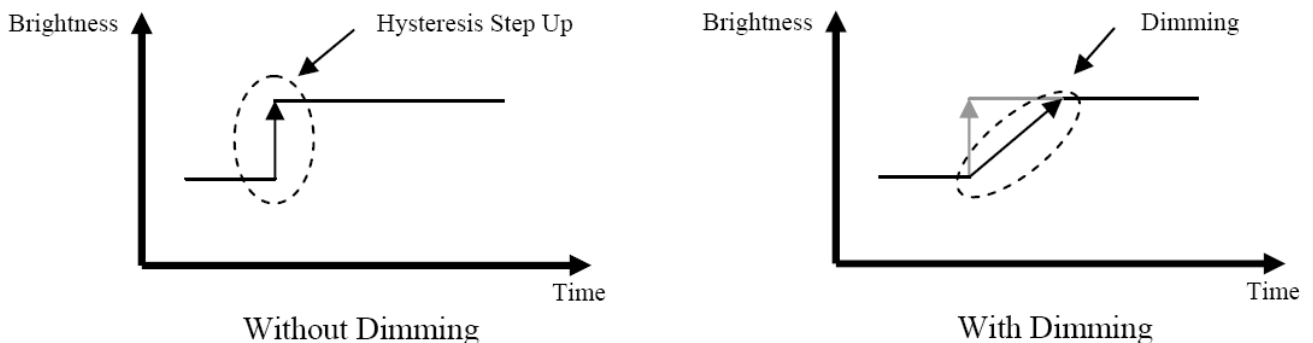 Brightness
Hysteresis Step Up
Time
Without Dimming
Brightness
Dimming
Time
With Dimming